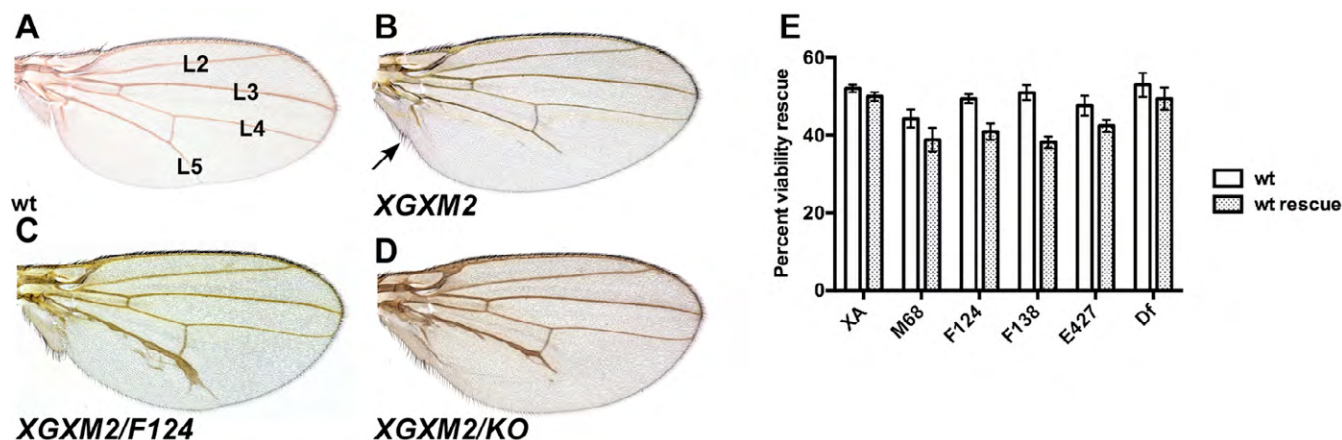 A
L2
L3
L4
L5
wt
B
XGXM2
C
XGXM2/F124
D
XGXM2/KO
E
Percent viability rescue
60
40
20
0
XA
M68
F124
F138
E427
Df
wt
wt rescue